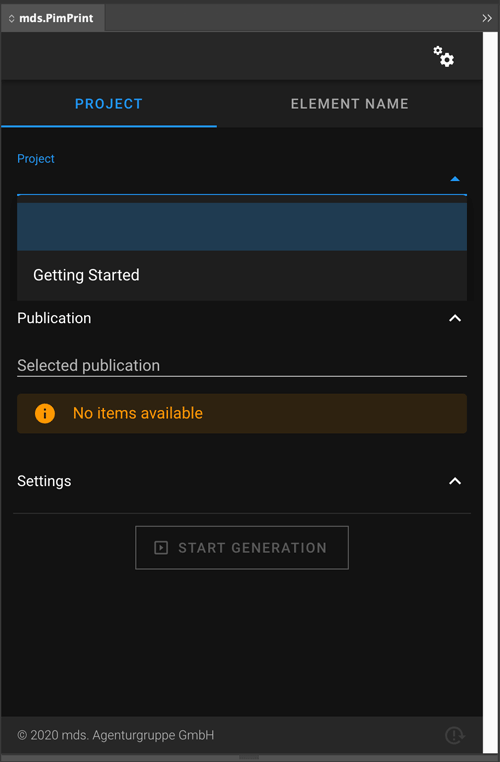 mds.PimPrint
PROJECT
ELEMENT NAME
Project
Getting Started
Publication
Selected publication
No items available
Settings
START GENERATION
© 2020 mds. Agenturgruppe GmbH